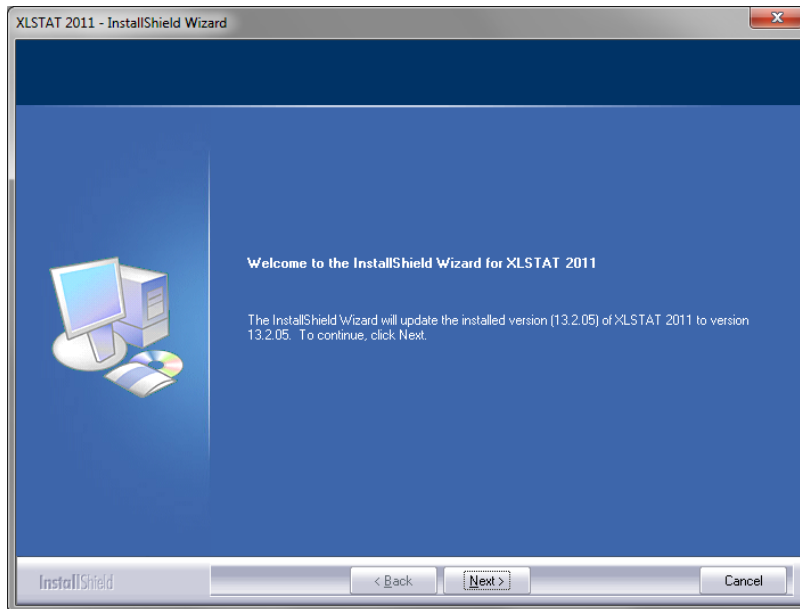 XLSTAT 2011 - InstallShield Wizard
Welcome to the InstallShield Wizard for XLSTAT 2011
The InstallShield Wizard will update the installed version (13.2.05) of XLSTAT 2011 to version
13.2.05. To continue, click Next.
InstallShield
< Back
Next >
Cancel